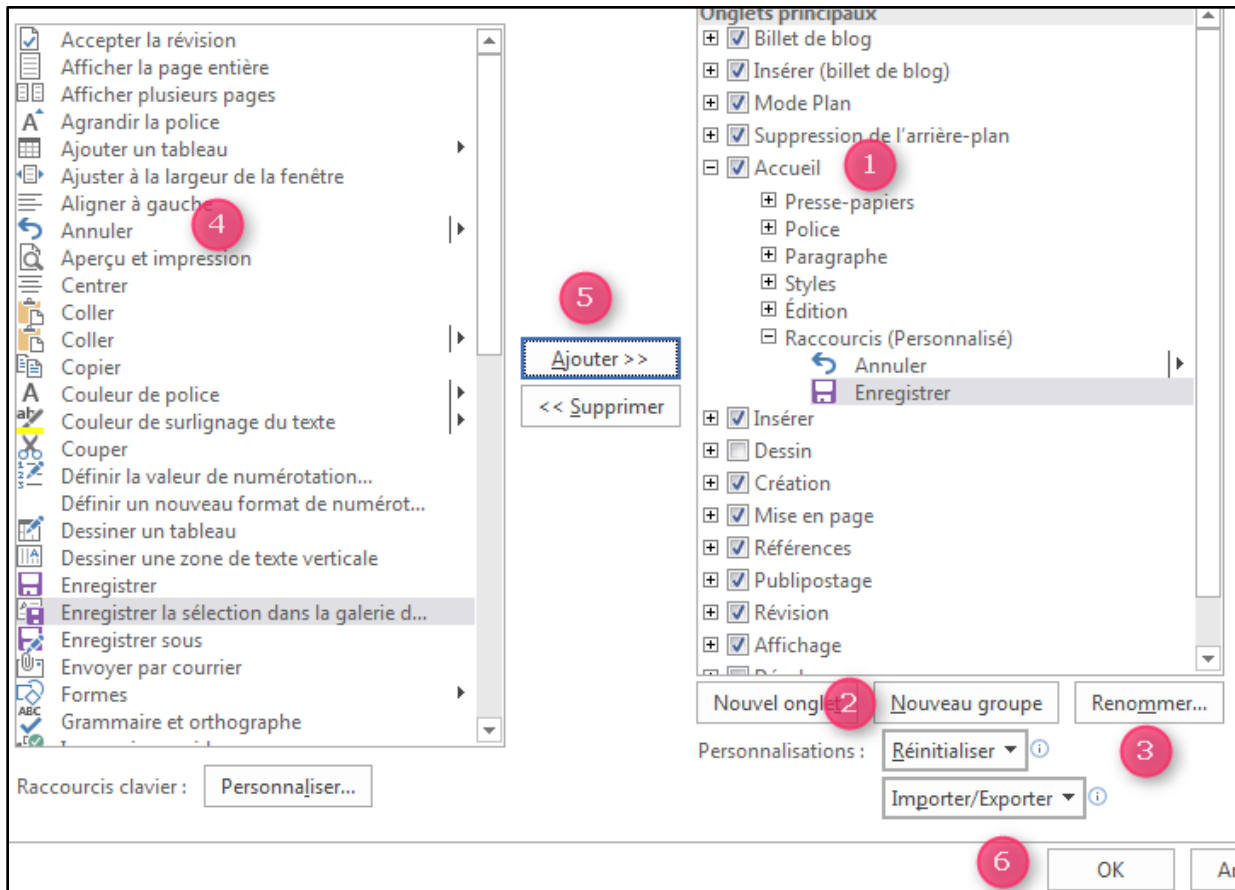 Accepter la révision
Afficher la page entière
Afficher plusieurs pages
Agrandir la police
Ajouter un tableau
Ajuster à la largeur de la fenêtre
Aligner à gauche
4
Annuler
Aperçu et impression
Centrer
Coller
Coller
Copier
Couleur de police
Couleur de surlignage du texte
Couper
Définir la valeur de numérotation...
Définir un nouveau format de numérot...
Dessiner un tableau
Dessiner une zone de texte verticale
Enregistrer
Enregistrer la sélection dans la galerie d...
Enregistrer sous
Envoyer par courrier
Formes
Grammaire et orthographe
Raccourcis clavier : Personnaliser...
5
Ajouter >>
<< Supprimer
Onglets principaux
Billet de blog
Insérer (billet de blog)
Mode Plan
Suppression de l'arrière-plan
Accueil 1
Presse-papiers
Police
Paragraphe
Styles
Édition
Raccourcis (Personnalisé)
Annuler
Enregistrer
Insérer
Dessin
Création
Mise en page
Références
Publipostage
Révision
Affichage
Nouvel onglet 2 Nouveau groupe Renommer...
Personnalisations : Réinitialiser 3
Importer/Exporter
6 OK